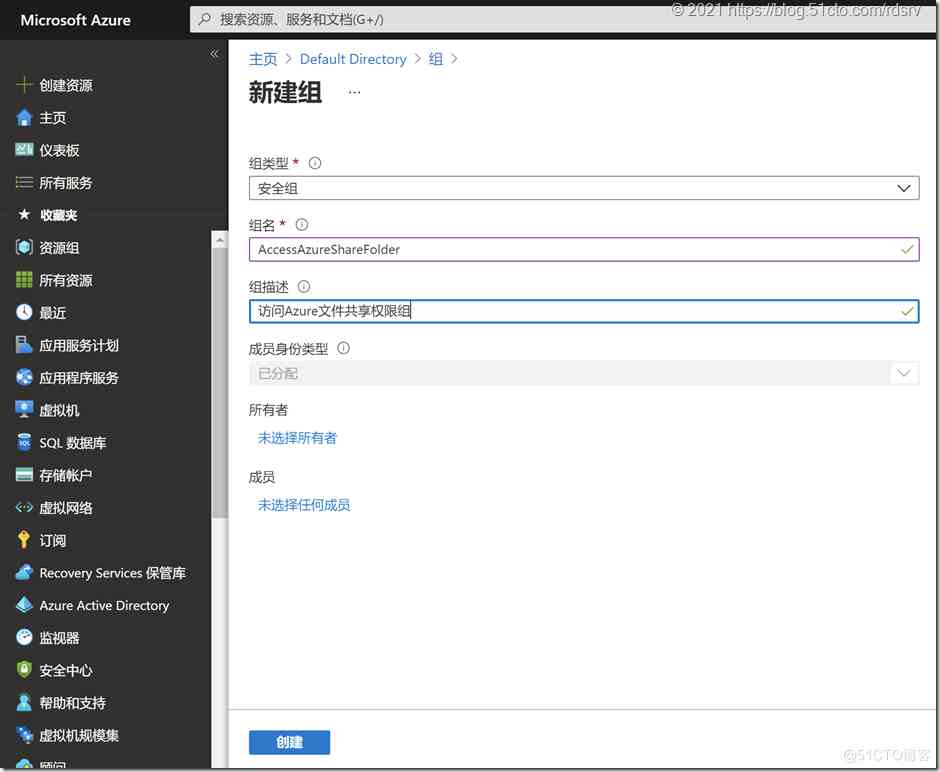 Microsoft Azure
搜索资源、服务和文档(G+/)
© 2021 https://blog.51cto.com/rdsrv
«
创建资源
主页
仪表板
所有服务
收藏夹
资源组
所有资源
最近
应用服务计划
应用程序服务
虚拟机
SQL 数据库
存储帐户
虚拟网络
订阅
Recovery Services 保管库
Azure Active Directory
监视器
安全中心
帮助和支持
虚拟机规模集
顾问
主页 > Default Directory > 组 >
新建组 ...
组类型 *
安全组
组名 *
AccessAzureShareFolder
组描述
访问Azure文件共享权限组
成员身份类型
已分配
所有者
未选择所有者
成员
未选择任何成员
创建
@51CTO博客